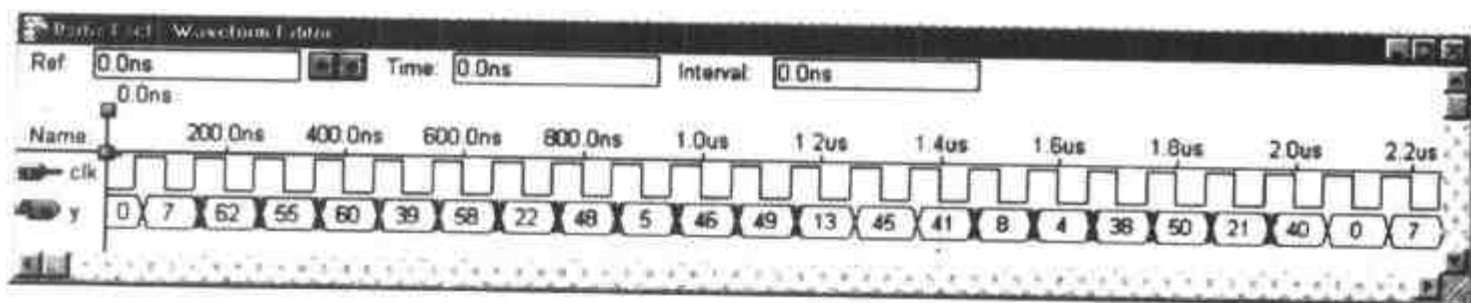 Waveform Editor
Ref: 0.0ns Time: 0.0ns Interval: 0.0ns
0.0ns
Name: 200.0ns 400.0ns 600.0ns 800.0ns 1.0us 1.2us 1.4us 1.6us 1.8us 2.0us 2.2us
clk
y 0 7 62 55 60 39 58 22 48 5 46 49 13 45 41 8 4 38 50 21 40 0 7